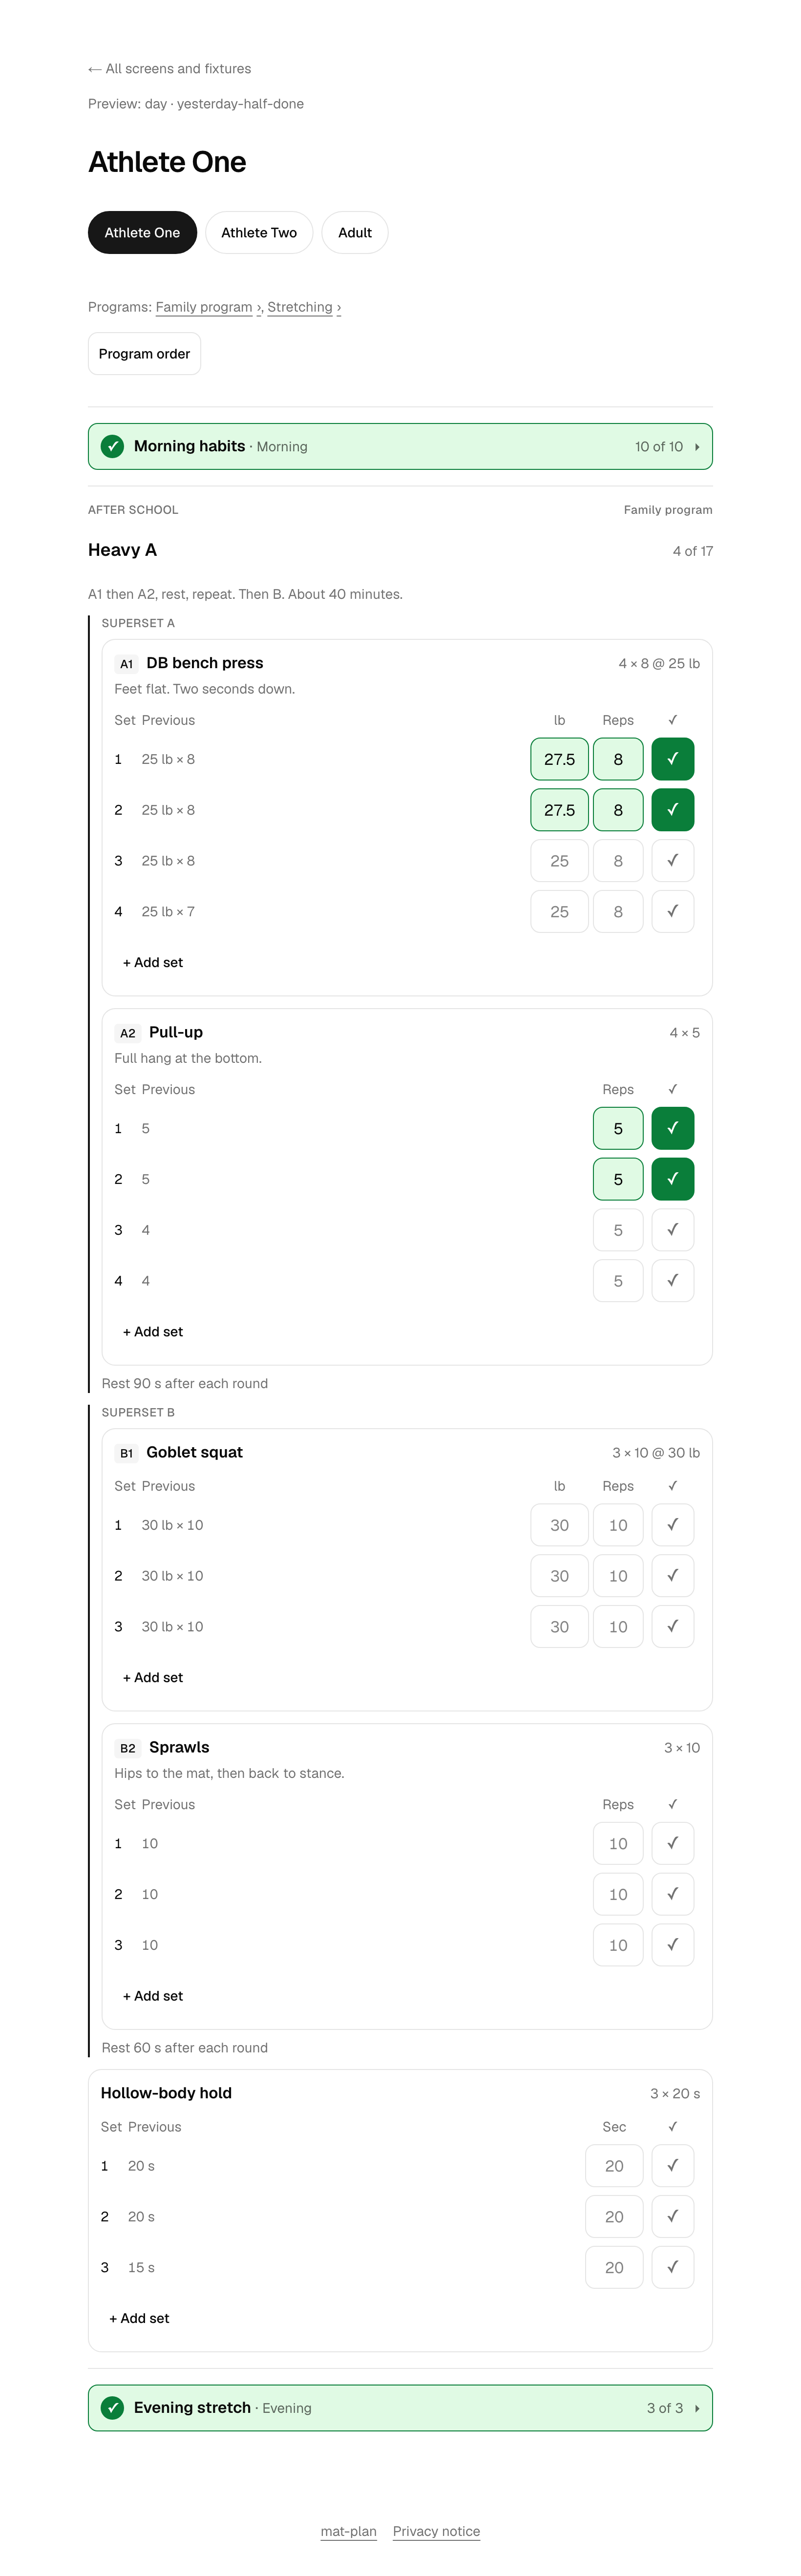 ← All screens and fixtures
Preview: day · yesterday-half-done
Athlete One
Athlete One Athlete Two Adult
Programs: Family program ›, Stretching ›
Program order
✓ Morning habits · Morning 10 of 10 ▸
AFTER SCHOOL Family program
Heavy A 4 of 17
A1 then A2, rest, repeat. Then B. About 40 minutes.
SUPERSET A
A1 DB bench press 4 × 8 @ 25 lb
Feet flat. Two seconds down.
Set Previous lb Reps ✓
1 25 lb × 8 27.5 8 ✓
2 25 lb × 8 27.5 8 ✓
3 25 lb × 8 25 8 ✓
4 25 lb × 7 25 8 ✓
+ Add set
A2 Pull-up 4 × 5
Full hang at the bottom.
Set Previous Reps ✓
1 5 5 ✓
2 5 5 ✓
3 4 5 ✓
4 4 5 ✓
+ Add set
Rest 90 s after each round
SUPERSET B
B1 Goblet squat 3 × 10 @ 30 lb
Set Previous lb Reps ✓
1 30 lb × 10 30 10 ✓
2 30 lb × 10 30 10 ✓
3 30 lb × 10 30 10 ✓
+ Add set
B2 Sprawls 3 × 10
Hips to the mat, then back to stance.
Set Previous Reps ✓
1 10 10 ✓
2 10 10 ✓
3 10 10 ✓
+ Add set
Rest 60 s after each round
Hollow-body hold 3 × 20 s
Set Previous Sec ✓
1 20 s 20 ✓
2 20 s 20 ✓
3 15 s 20 ✓
+ Add set
✓ Evening stretch · Evening 3 of 3 ▸
mat-plan Privacy notice